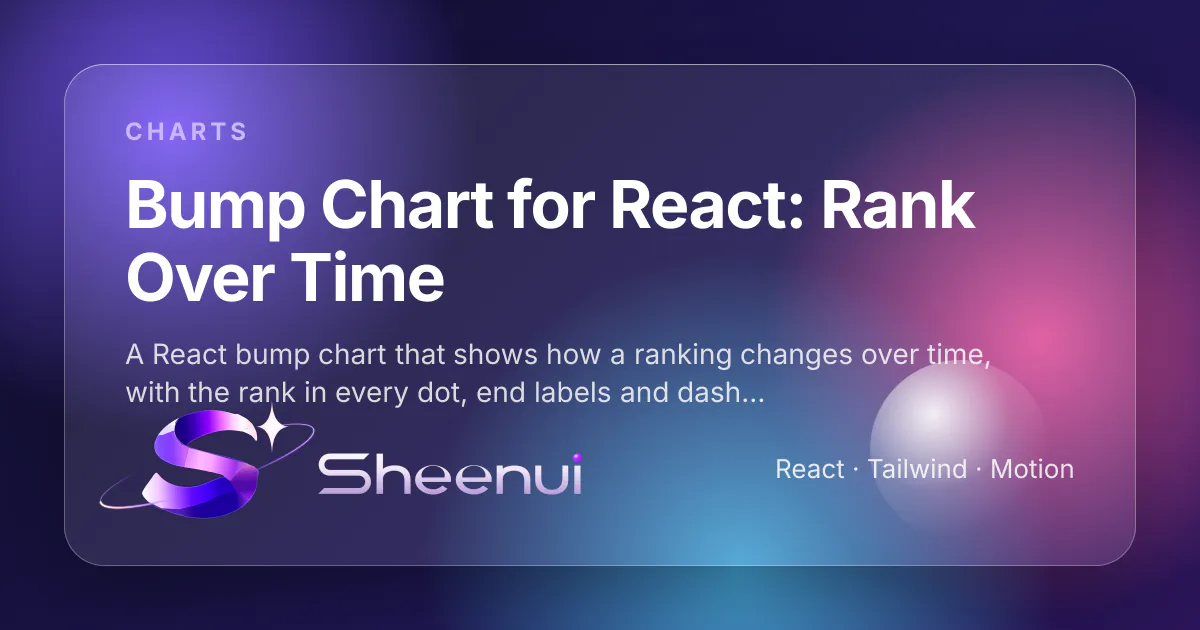 CHARTS
Bump Chart for React: Rank
Over Time
A React bump chart that shows how a ranking changes over time,
with the rank in every dot, end labels and dash...
Sheenui
React · Tailwind · Motion